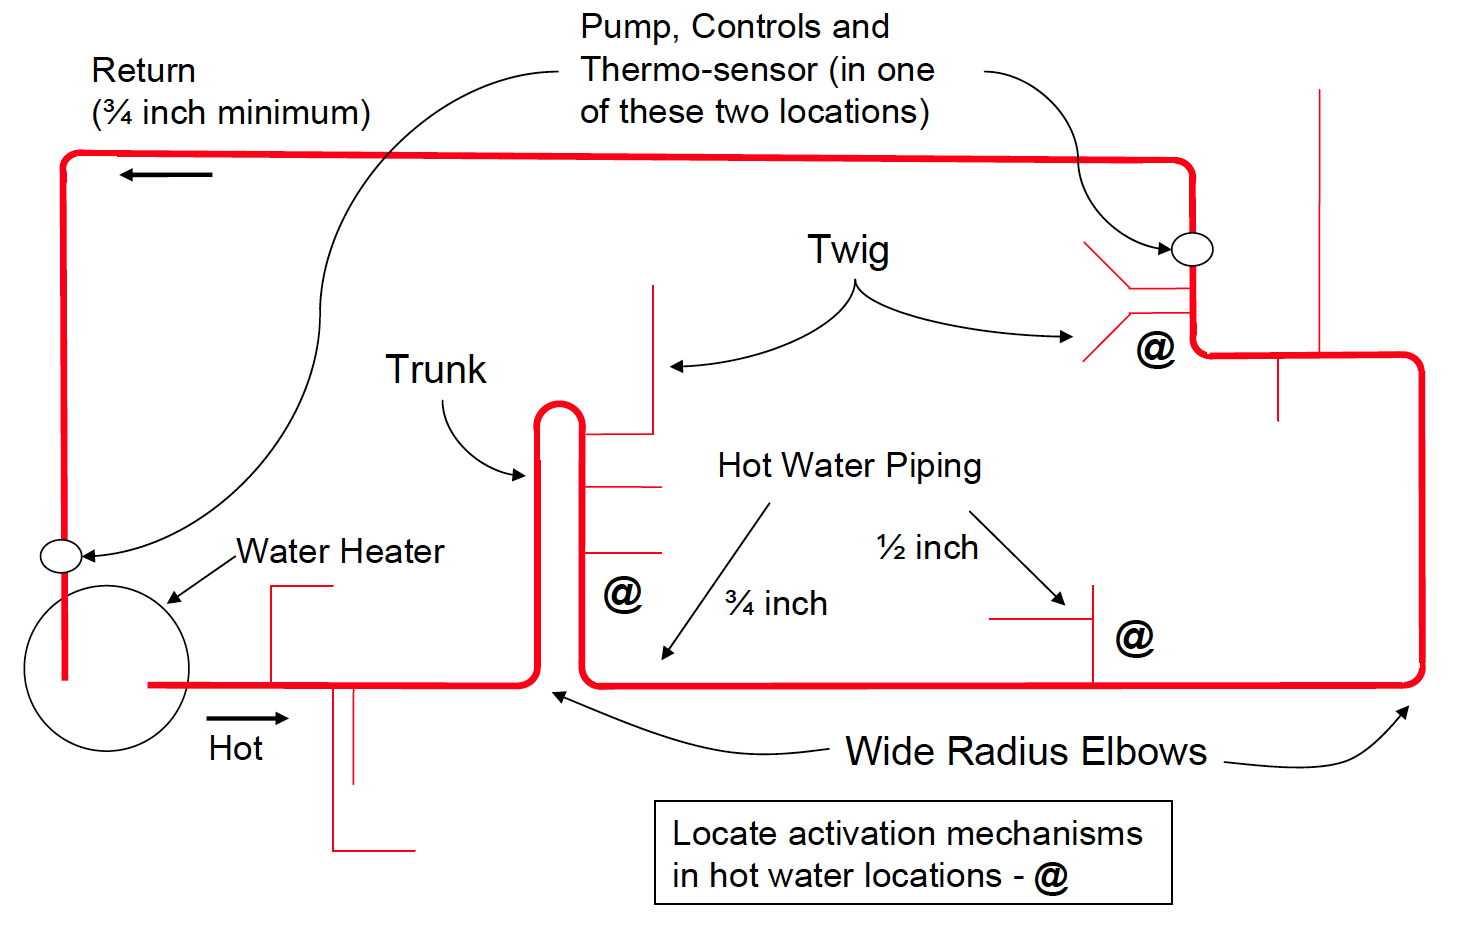 Pump, Controls and
Thermo-sensor (in one
of these two locations)
Return
(¾ inch minimum)
Twig
@
Trunk
Hot Water Piping
½ inch
¾ inch
Water Heater
@
@
Hot
Wide Radius Elbows
Locate activation mechanisms
in hot water locations - @